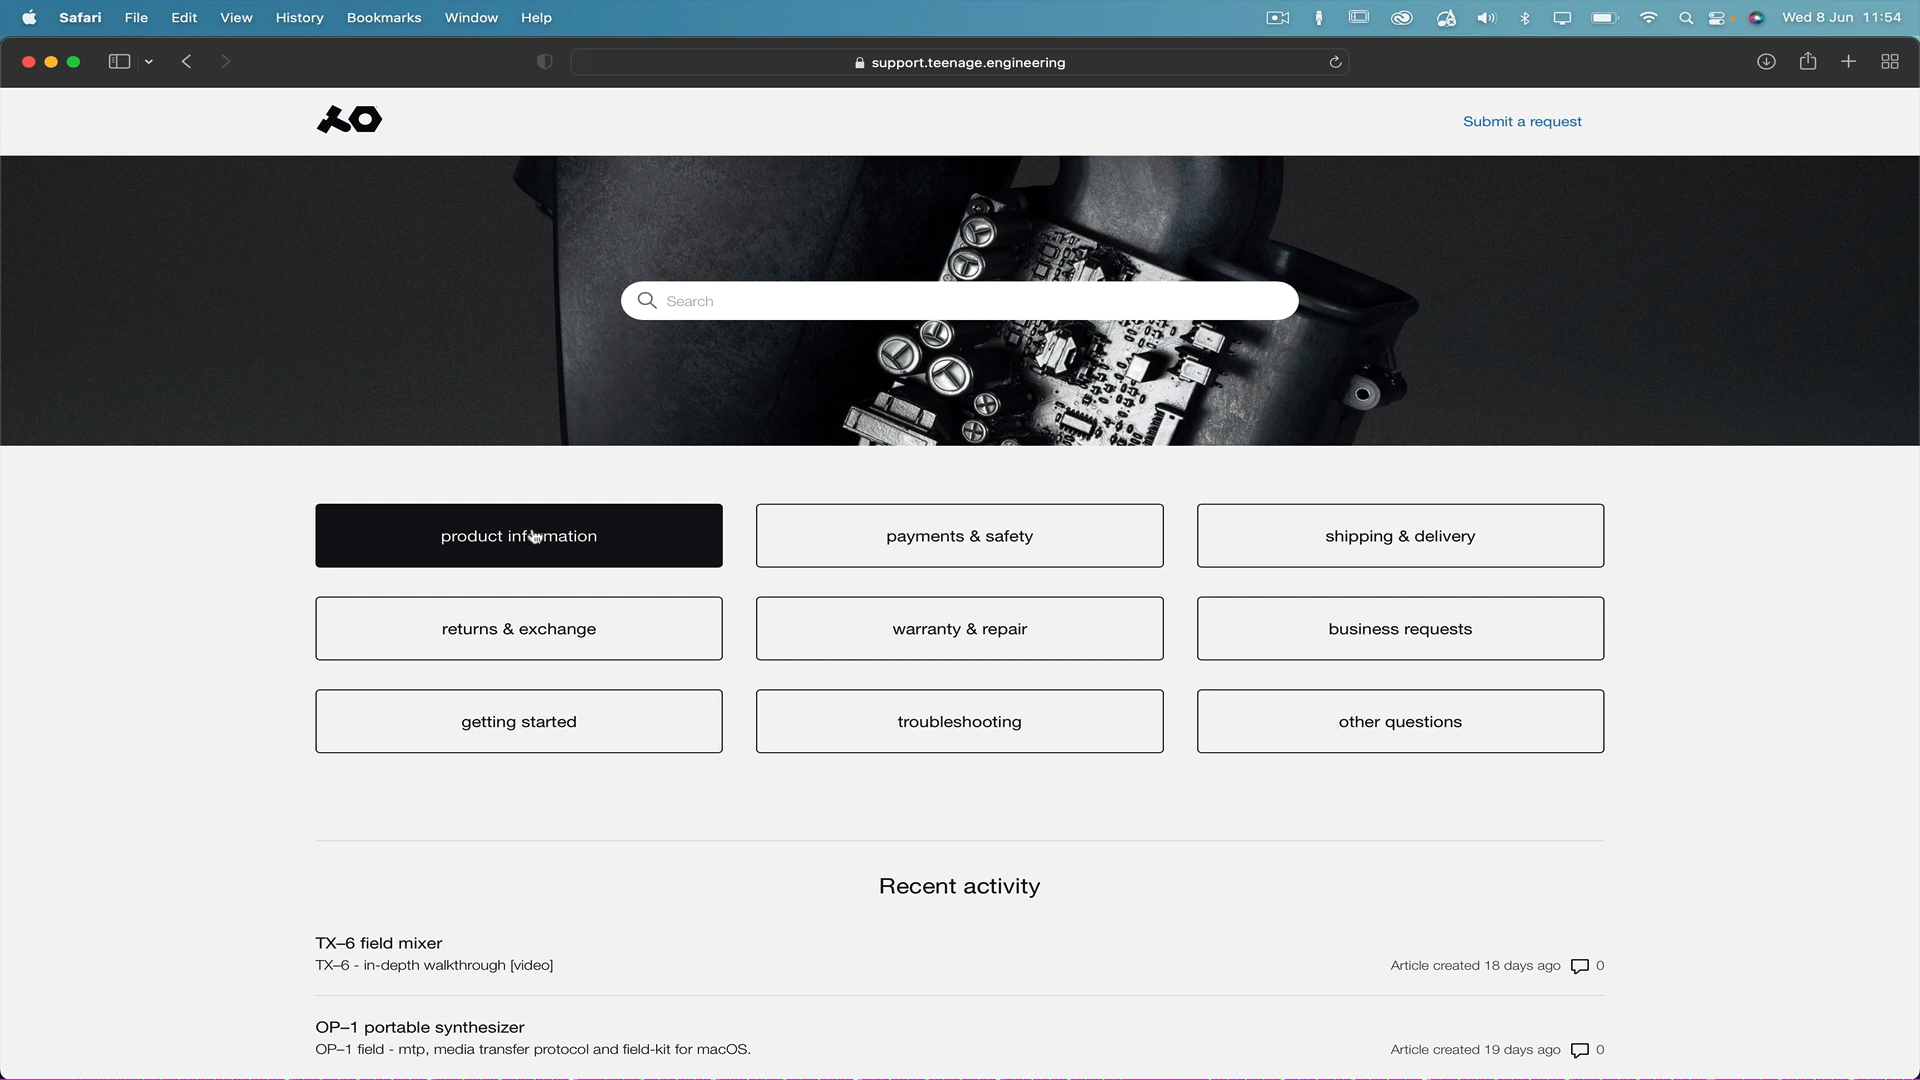 Safari File Edit View History Bookmarks Window Help Wed 8 Jun 11:54
support.teenage.engineering
Submit a request
Search
product information payments & safety shipping & delivery
returns & exchange warranty & repair business requests
getting started troubleshooting other questions
Recent activity
TX–6 field mixer
TX–6 - in-depth walkthrough [video] Article created 18 days ago 0
OP–1 portable synthesizer
OP–1 field - mtp, media transfer protocol and field-kit for macOS. Article created 19 days ago 0